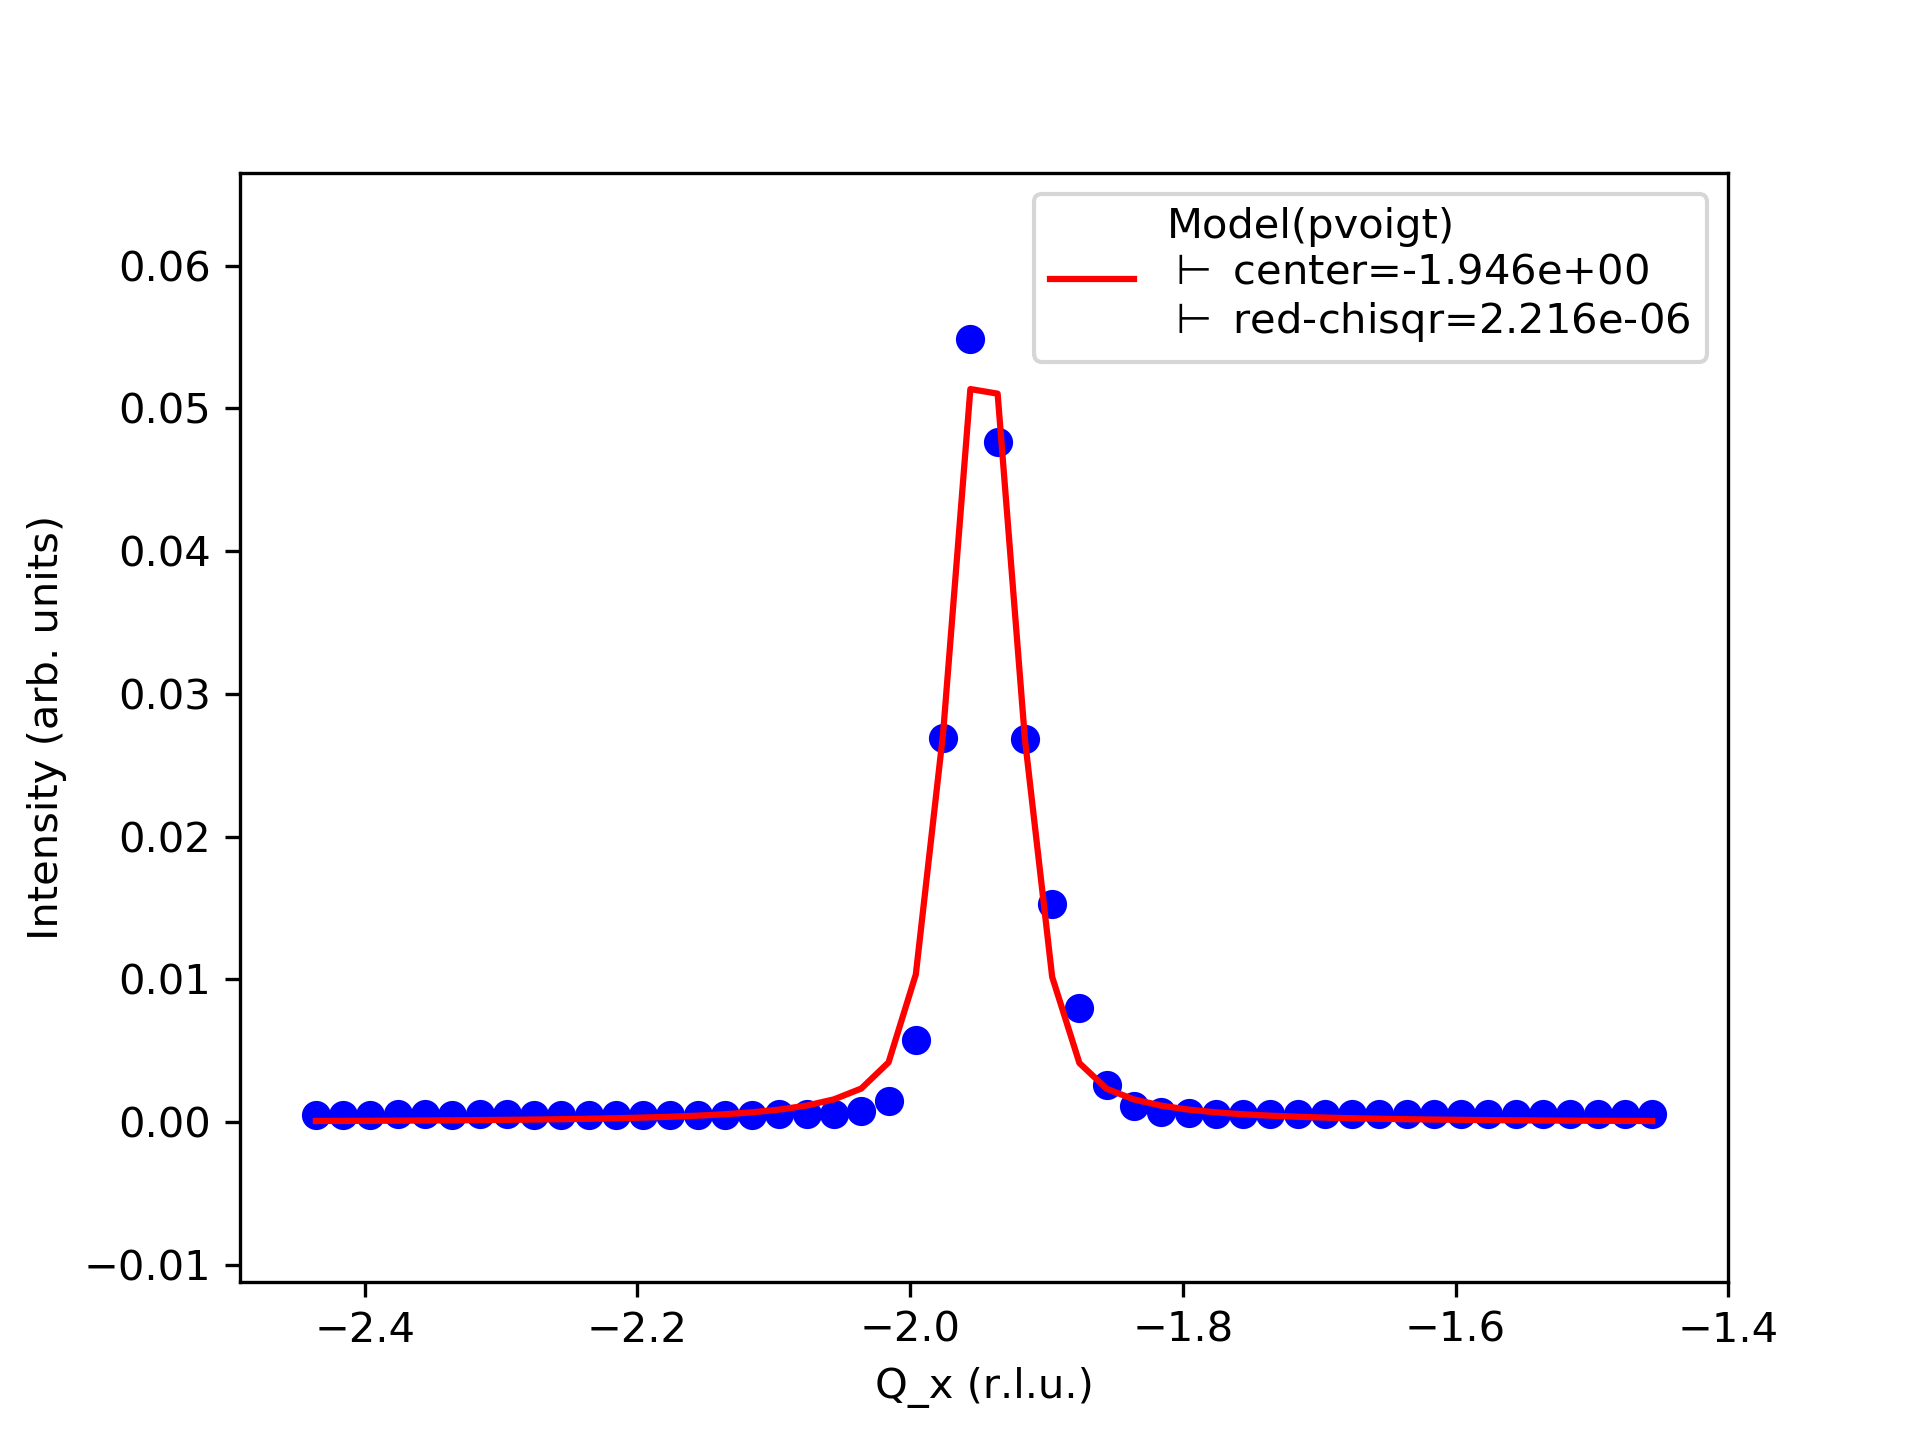 Model(pvoigt)
⊢ center=-1.946e+00
⊢ red-chisqr=2.216e-06
0.06
0.05
0.04
0.03
0.02
0.01
0.00
−0.01
Intensity (arb. units)
−2.4 −2.2 −2.0 −1.8 −1.6 −1.4
Q_x (r.l.u.)